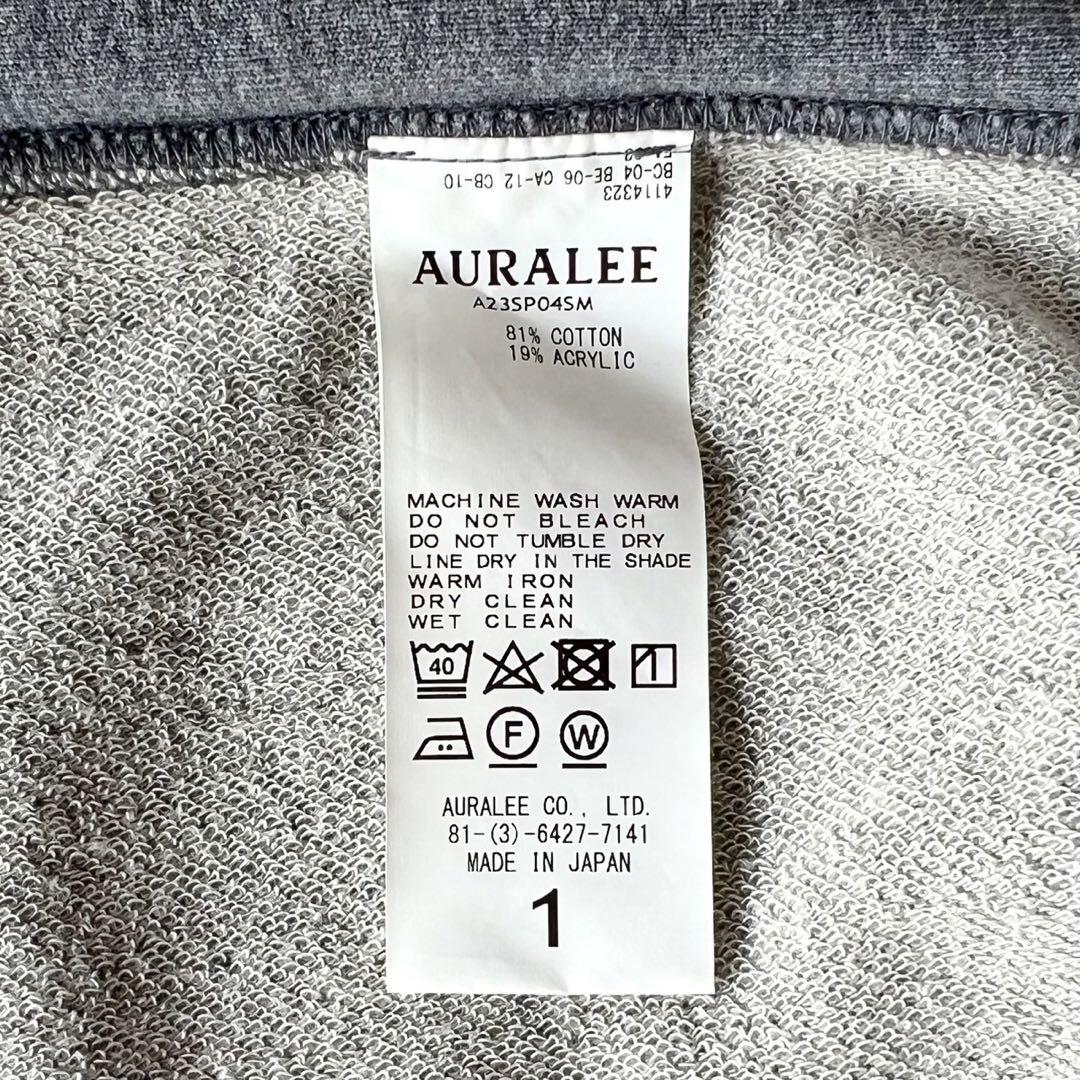 4114323
BC-04 BE-06 CA-12 CB-10
AURALEE
A23SP04SM
81% COTTON
19% ACRYLIC
MACHINE WASH WARM
DO NOT BLEACH
DO NOT TUMBLE DRY
LINE DRY IN THE SHADE
WARM IRON
DRY CLEAN
WET CLEAN
40
F W
AURALEE CO., LTD.
81-(3)-6427-7141
MADE IN JAPAN
1